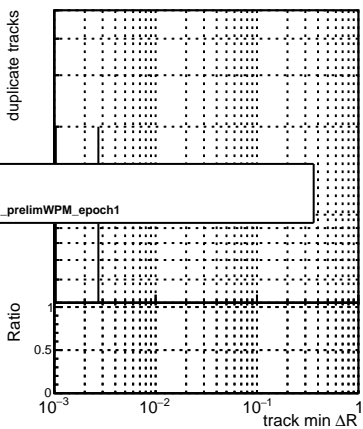 duplicate tracks
_prelimWPM_epoch1
Ratio
1
0.5
0
10⁻³
10⁻²
10⁻¹
1
track min ΔR